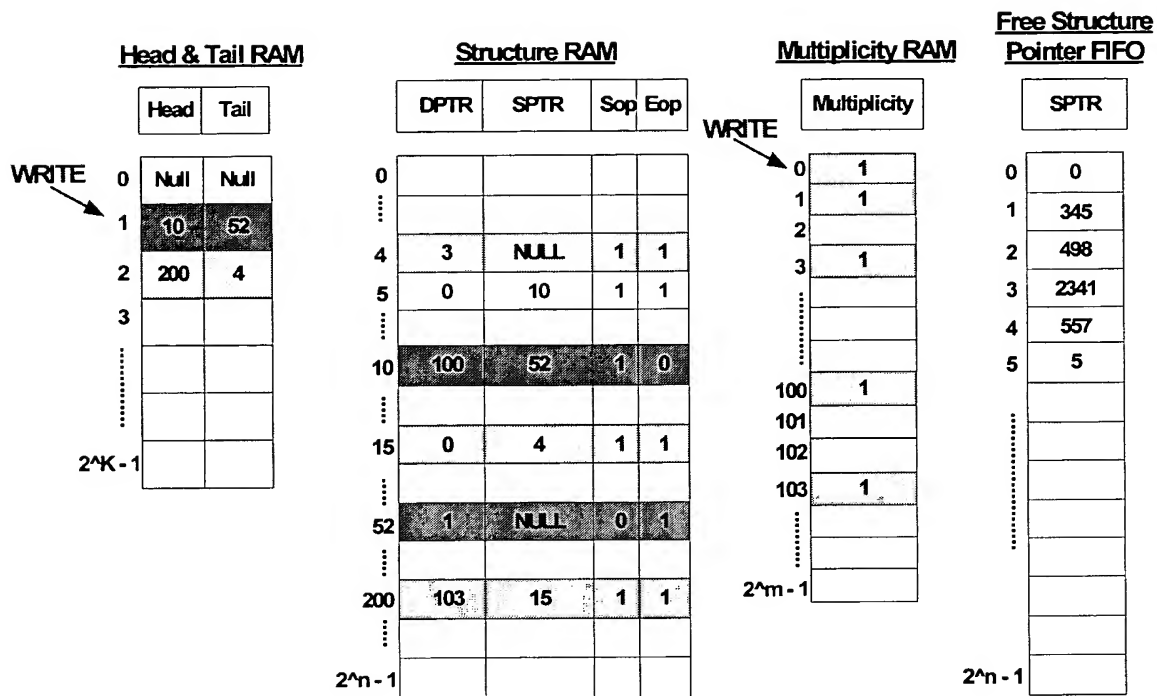 Head & Tail RAM
Head Tail
WRITE
0 Null Null
1 10 52
2 200 4
3
2^K - 1
Structure RAM
DPTR SPTR Sop Eop
0
4 3 NULL 1 1
5 0 10 1 1
10 100 52 1 0
15 0 4 1 1
52 1 NULL 0 1
200 103 15 1 1
2^n - 1
Multiplicity RAM
Multiplicity
WRITE
0 1
1 1
2
3 1
100 1
101
102
103 1
2^m - 1
Free Structure
Pointer FIFO
SPTR
0 0
1 345
2 498
3 2341
4 557
5 5
2^n - 1